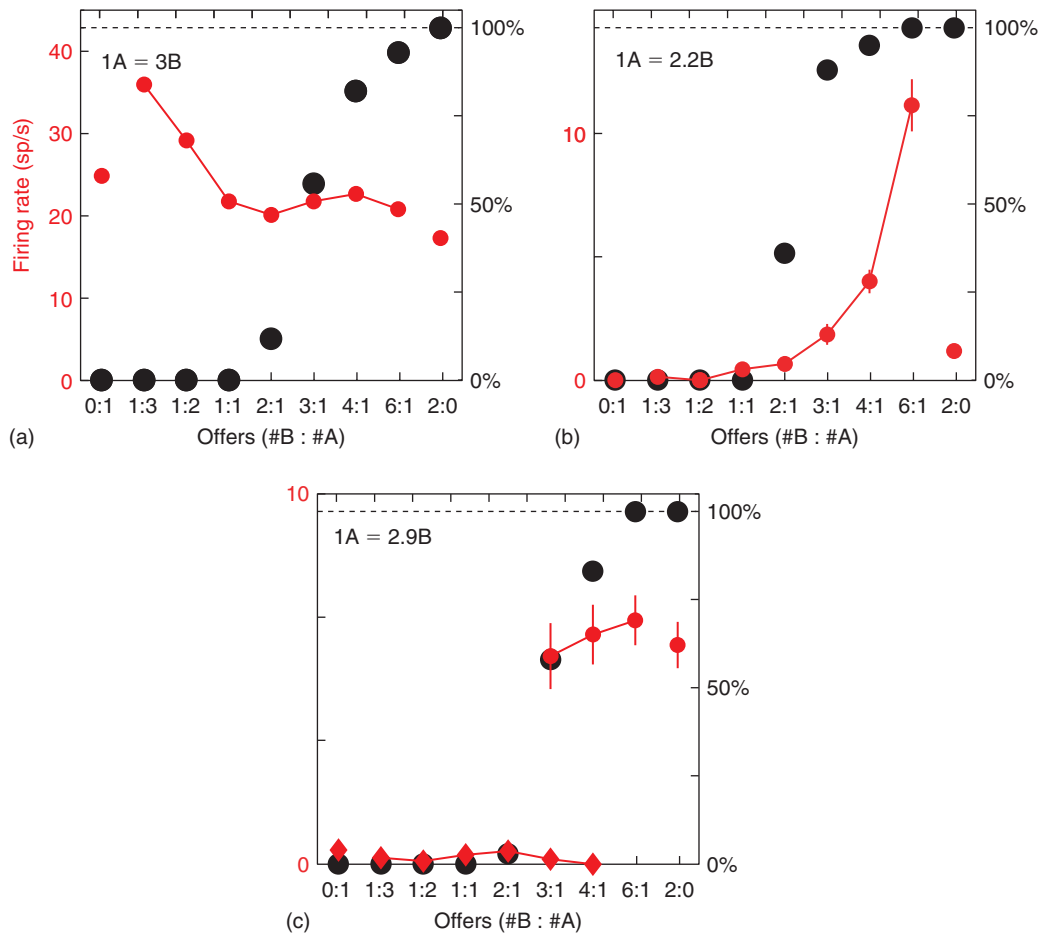 1A = 3B
Firing rate (sp/s)
40
30
20
10
0
100%
50%
0%
0:1 1:3 1:2 1:1 2:1 3:1 4:1 6:1 2:0
(a)
Offers (#B : #A)
1A = 2.2B
10
0
100%
50%
0%
0:1 1:3 1:2 1:1 2:1 3:1 4:1 6:1 2:0
(b)
Offers (#B : #A)
1A = 2.9B
10
0
100%
50%
0%
0:1 1:3 1:2 1:1 2:1 3:1 4:1 6:1 2:0
(c)
Offers (#B : #A)